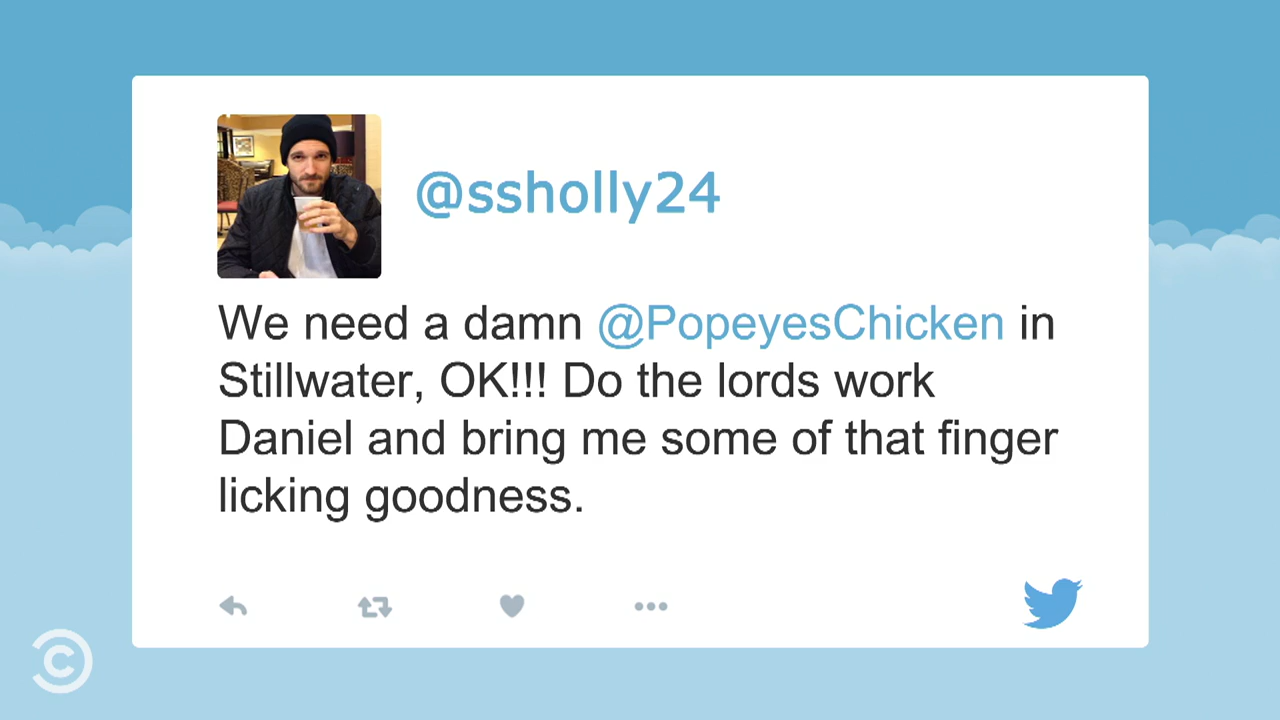 @ssholly24
We need a damn @PopeyesChicken in
Stillwater, OK!!! Do the lords work
Daniel and bring me some of that finger
licking goodness.